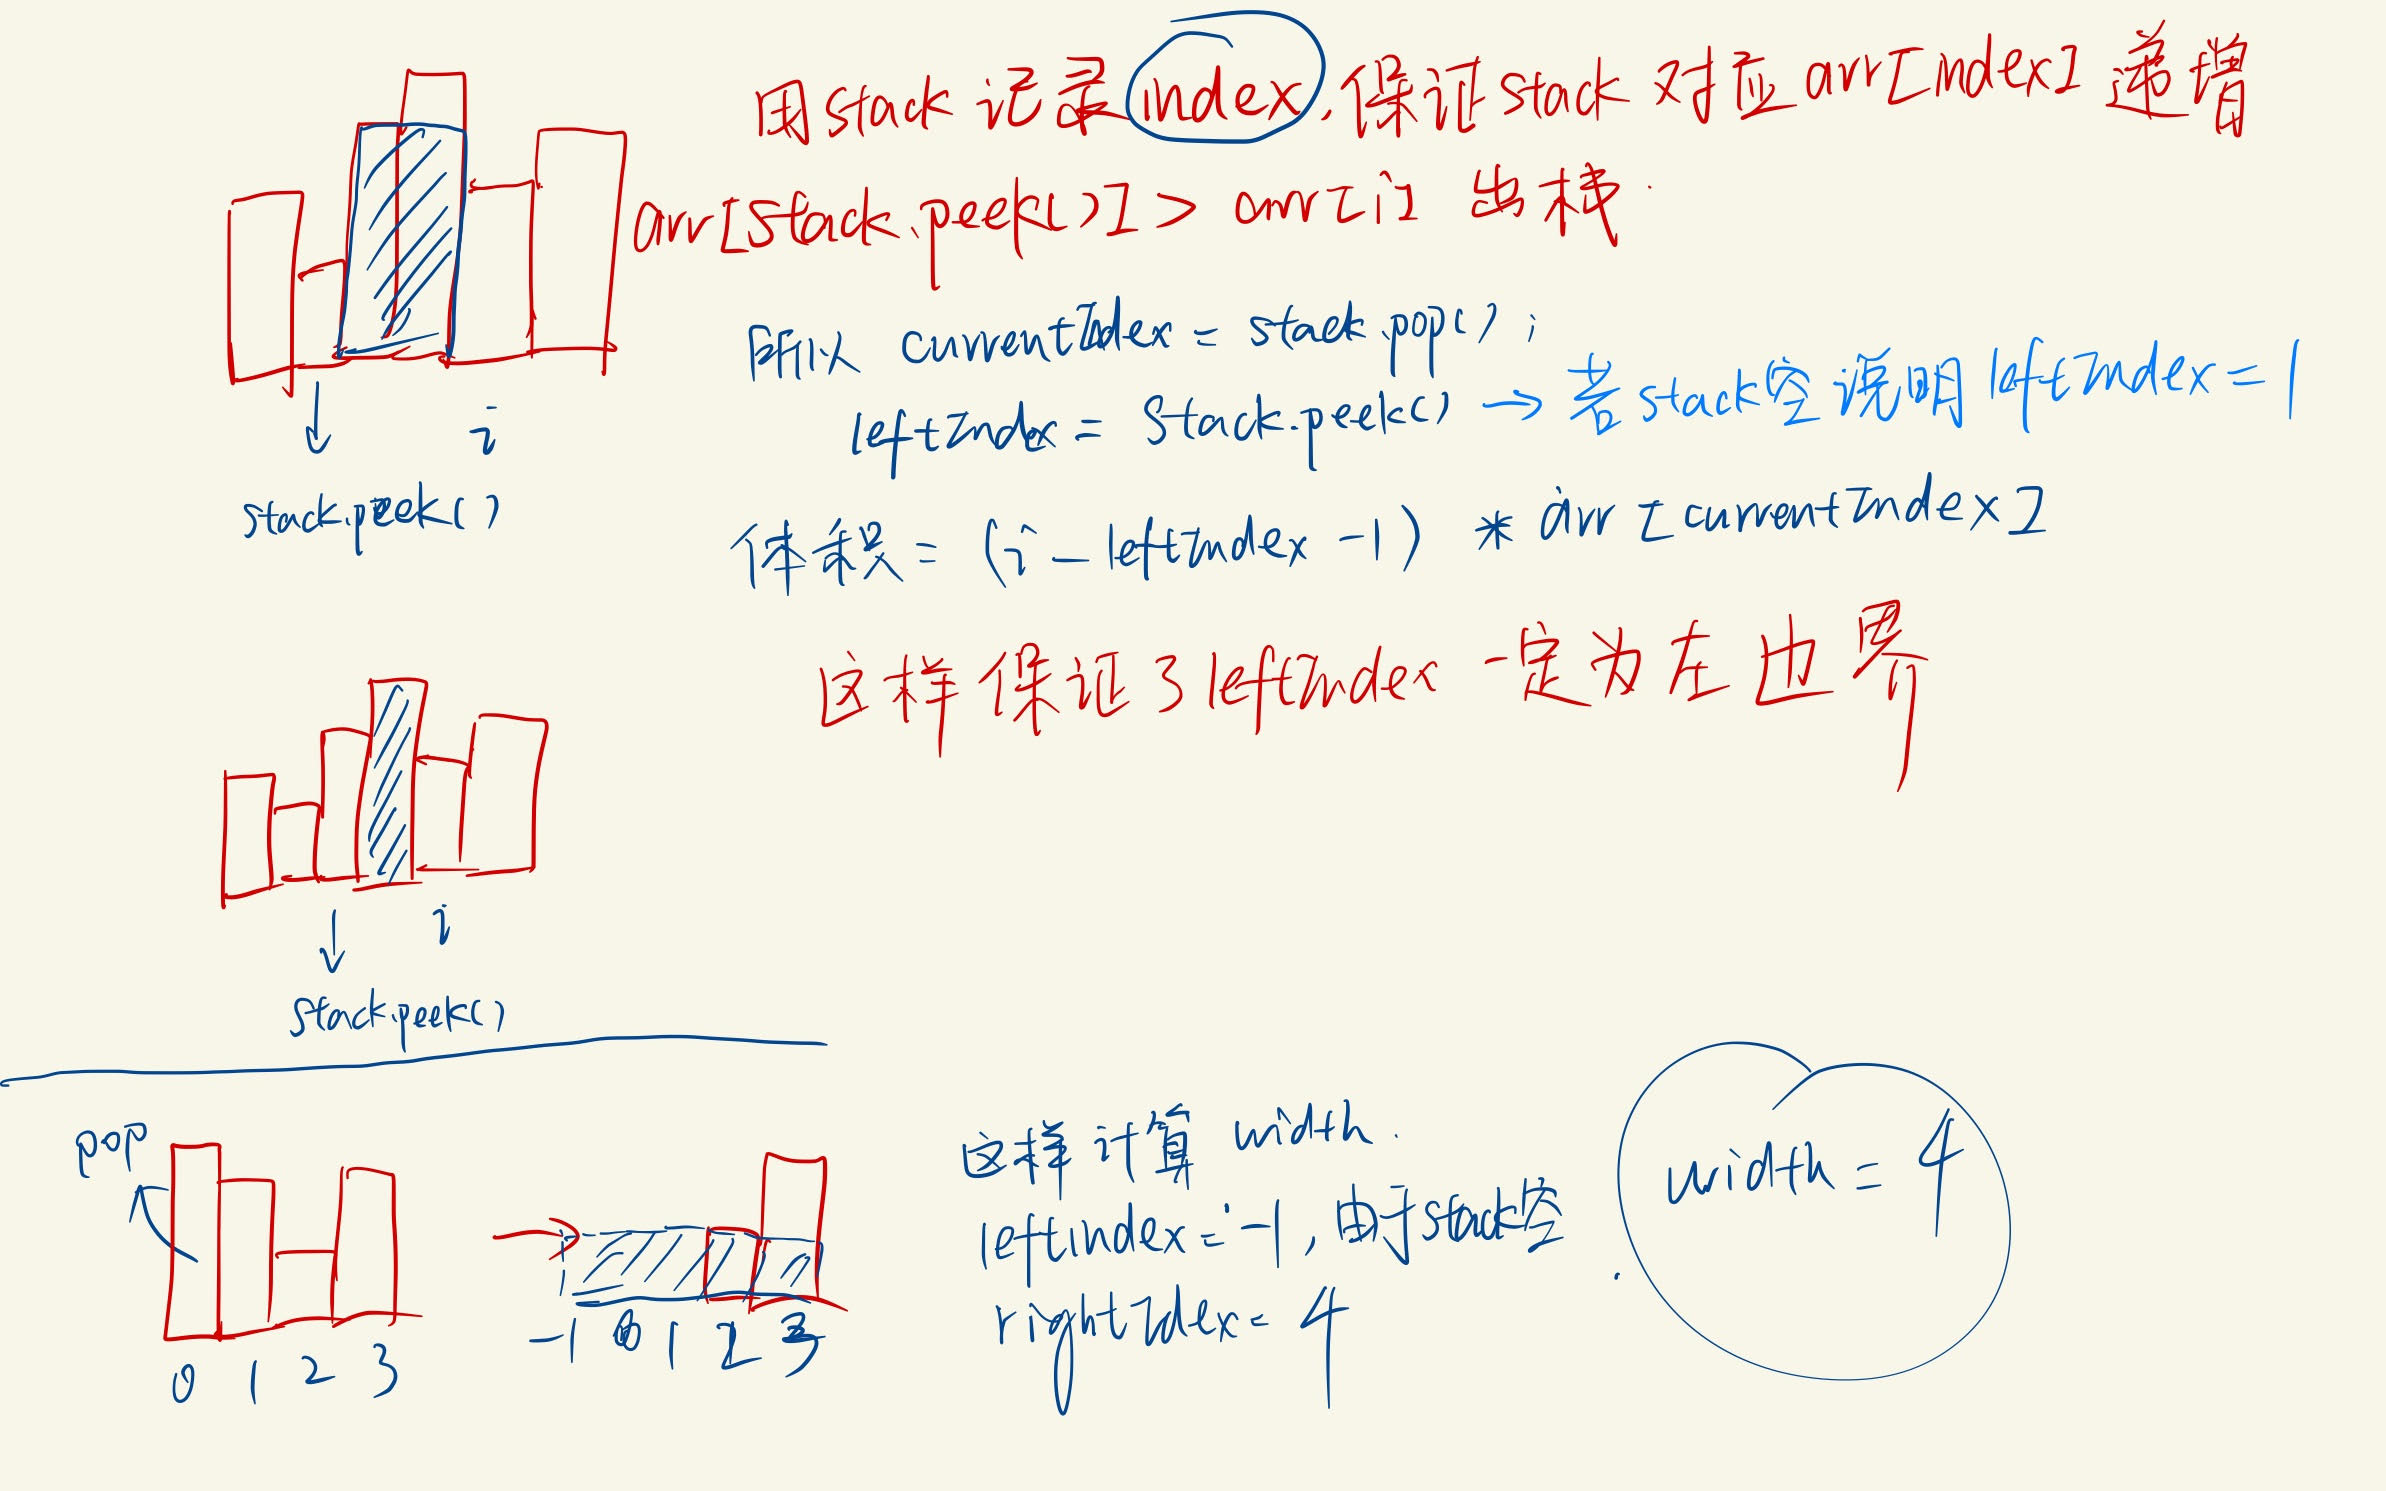 用stack 记录index,保证stack 对应 arr[index] 递增
arr[stack.peek()] > arr[i] 出栈.
所以 currentIndex = stack.pop();
leftIndex = stack.peek() → 若stack空说明leftIndex=1
i
stack.peek()
体积 = (i - leftIndex -1) * arr [currentIndex]
这样保证了leftIndex 一定为左边界
i
stack.peek()
pop
这样计算 width.
width = 4
leftindex = -1,由于stack空.
rightIdex = 4
-1 0 1 2 3
0 1 2 3